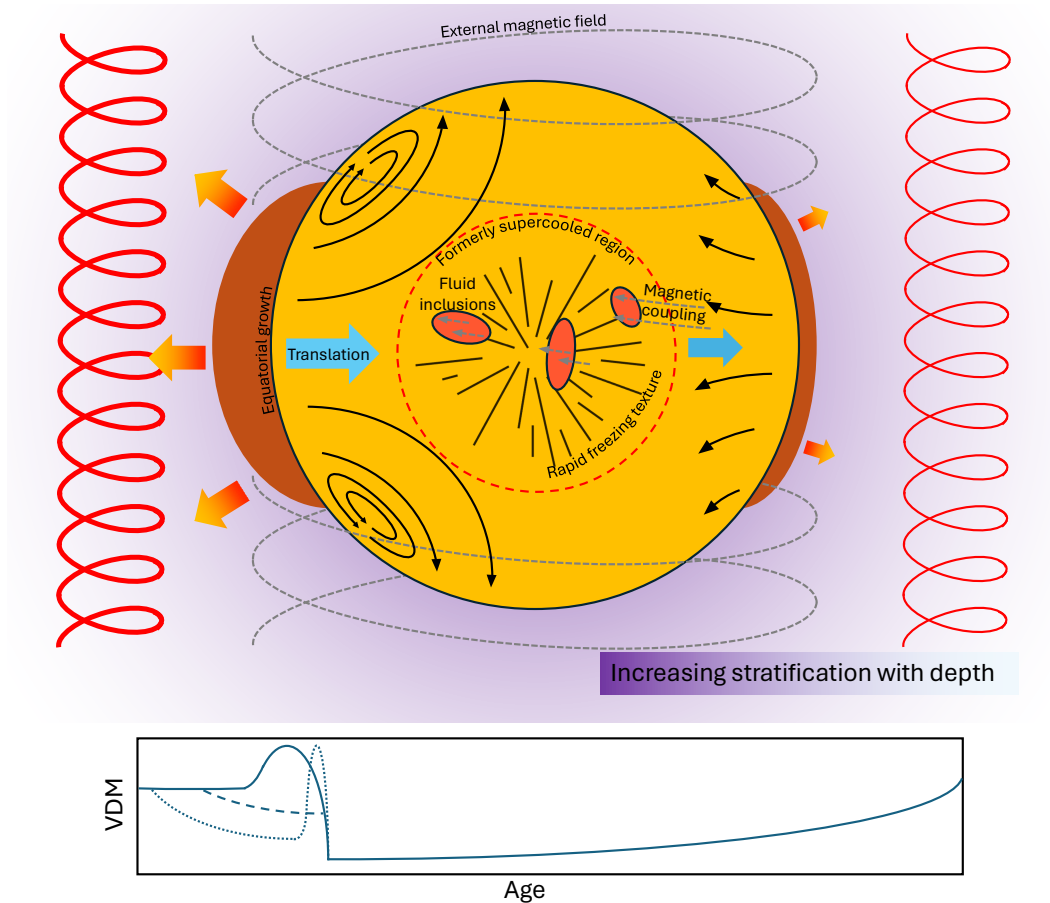 External magnetic field
Formerly supercooled region
Fluid
inclusions
Magnetic
coupling
Equatorial growth
Translation
Rapid freezing texture
Increasing stratification with depth
VDM
Age